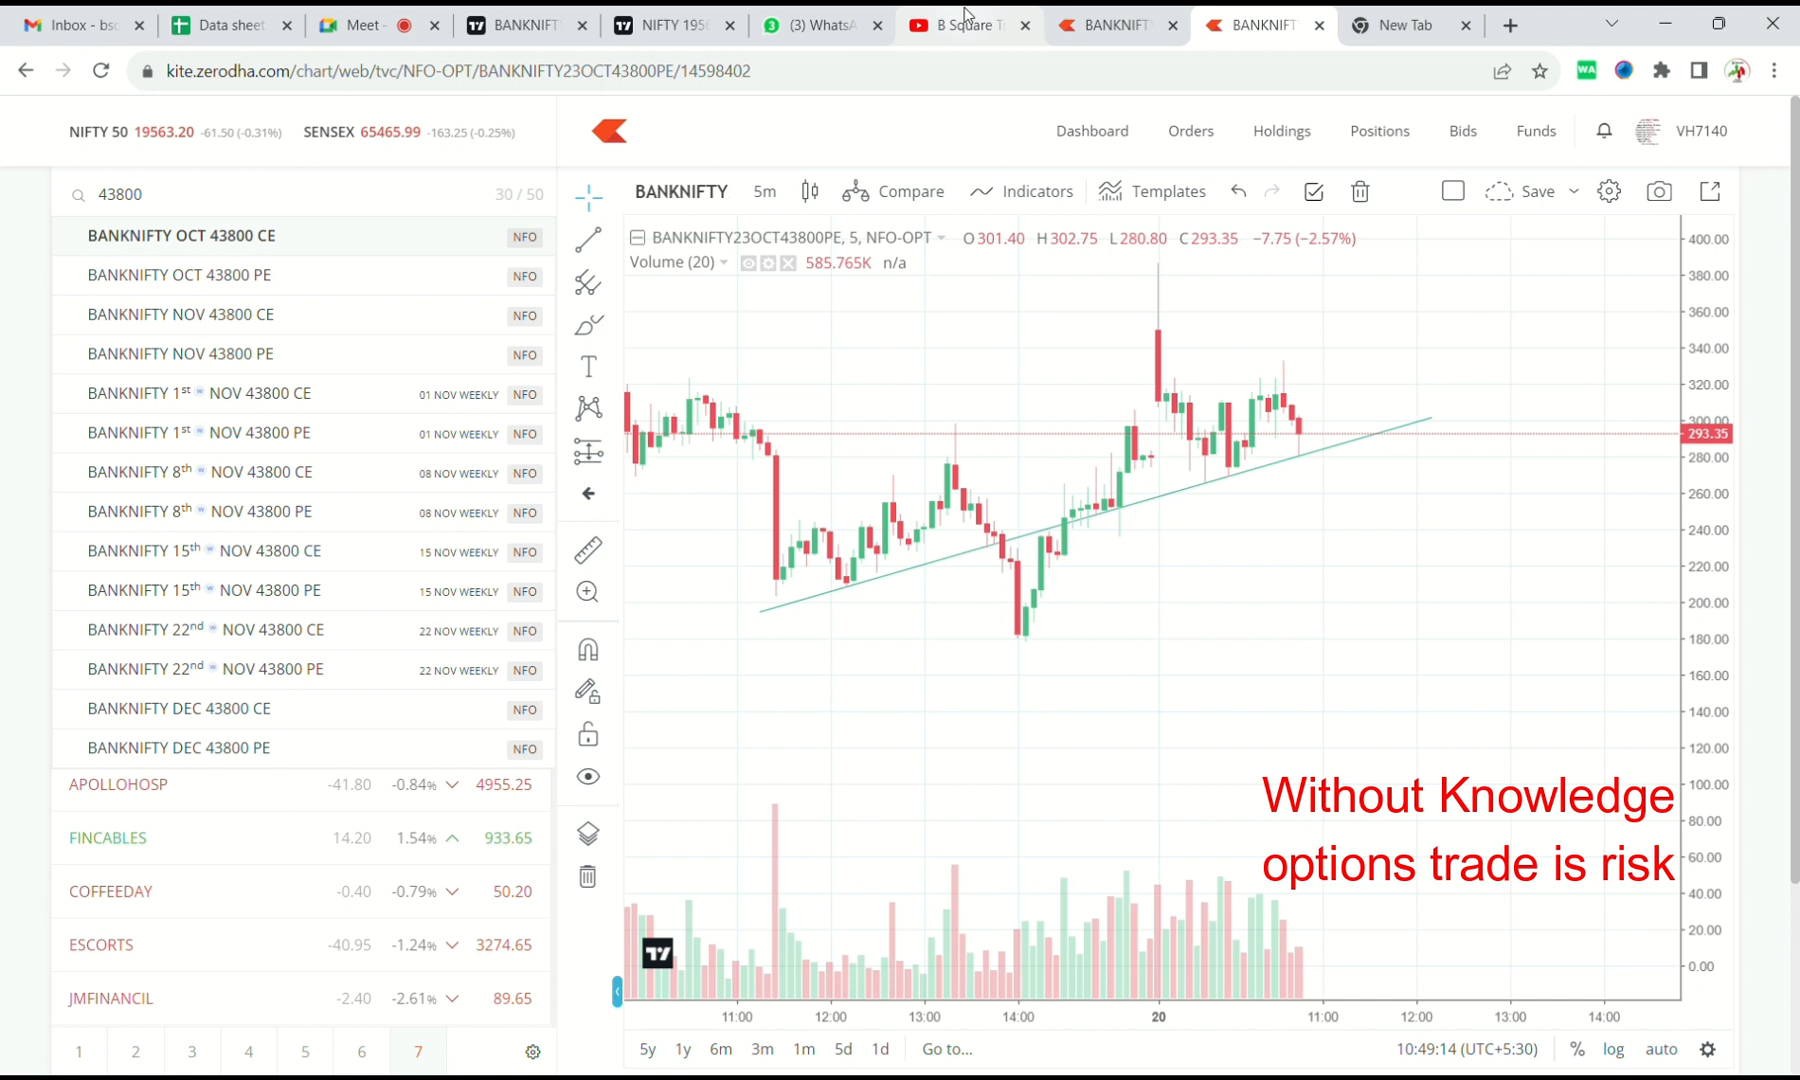 Inbox - bsc
Data sheet
Meet -
BANKNIFTY
NIFTY 1956
(3) WhatsA
B Square Tr
BANKNIFTY
BANKNIFTY
New Tab
kite.zerodha.com/chart/web/tvc/NFO-OPT/BANKNIFTY23OCT43800PE/14598402
WA
NIFTY 50 19563.20 -61.50 (-0.31%) SENSEX 65465.99 -163.25 (-0.25%)
Dashboard Orders Holdings Positions Bids Funds VH7140
43800 30 / 50
BANKNIFTY 5m Compare Indicators Templates Save
BANKNIFTY OCT 43800 CE NFO
BANKNIFTY OCT 43800 PE NFO
BANKNIFTY NOV 43800 CE NFO
BANKNIFTY NOV 43800 PE NFO
BANKNIFTY 1st w NOV 43800 CE 01 NOV WEEKLY NFO
BANKNIFTY 1st w NOV 43800 PE 01 NOV WEEKLY NFO
BANKNIFTY 8th w NOV 43800 CE 08 NOV WEEKLY NFO
BANKNIFTY 8th w NOV 43800 PE 08 NOV WEEKLY NFO
BANKNIFTY 15th w NOV 43800 CE 15 NOV WEEKLY NFO
BANKNIFTY 15th w NOV 43800 PE 15 NOV WEEKLY NFO
BANKNIFTY 22nd w NOV 43800 CE 22 NOV WEEKLY NFO
BANKNIFTY 22nd w NOV 43800 PE 22 NOV WEEKLY NFO
BANKNIFTY DEC 43800 CE NFO
BANKNIFTY DEC 43800 PE NFO
APOLLOHOSP -41.80 -0.84% 4955.25
FINCABLES 14.20 1.54% 933.65
COFFEEDAY -0.40 -0.79% 50.20
ESCORTS -40.95 -1.24% 3274.65
JMFINANCIL -2.40 -2.61% 89.65
1 2 3 4 5 6 7
BANKNIFTY23OCT43800PE, 5, NFO-OPT O301.40 H302.75 L280.80 C293.35 −7.75 (−2.57%)
Volume (20) 585.765K n/a
400.00
380.00
360.00
340.00
320.00
300.00
293.35
280.00
260.00
240.00
220.00
200.00
180.00
160.00
140.00
120.00
100.00
80.00
60.00
40.00
20.00
0.00
Without Knowledge
options trade is risk
11:00 12:00 13:00 14:00 20 11:00 12:00 13:00 14:00
5y 1y 6m 3m 1m 5d 1d Go to... 10:49:14 (UTC+5:30) % log auto